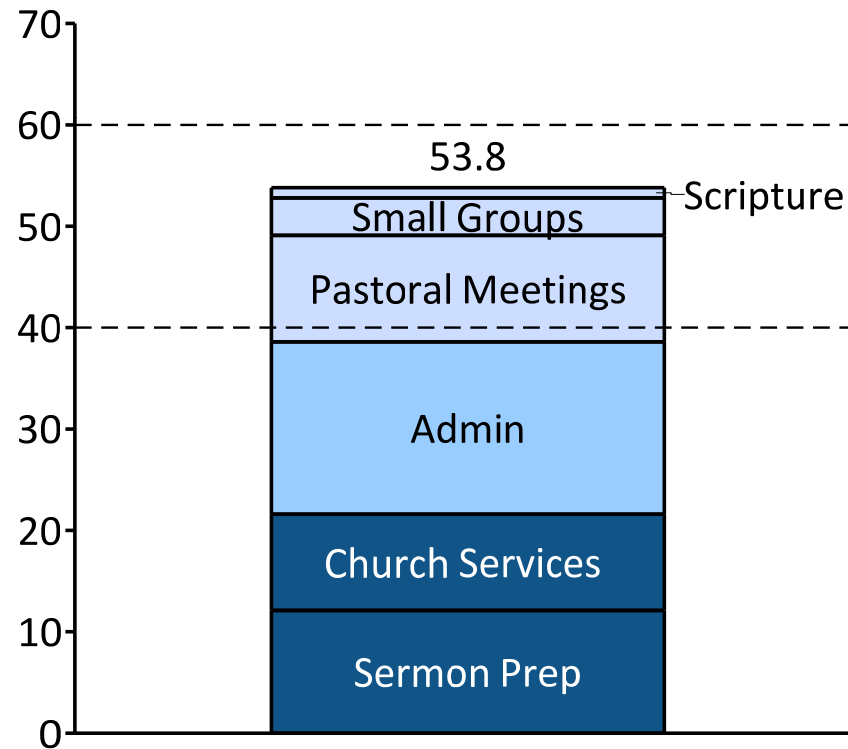 70
60
53.8
Scripture
50
Small Groups
Pastoral Meetings
40
Admin
30
20
Church Services
10
Sermon Prep
0